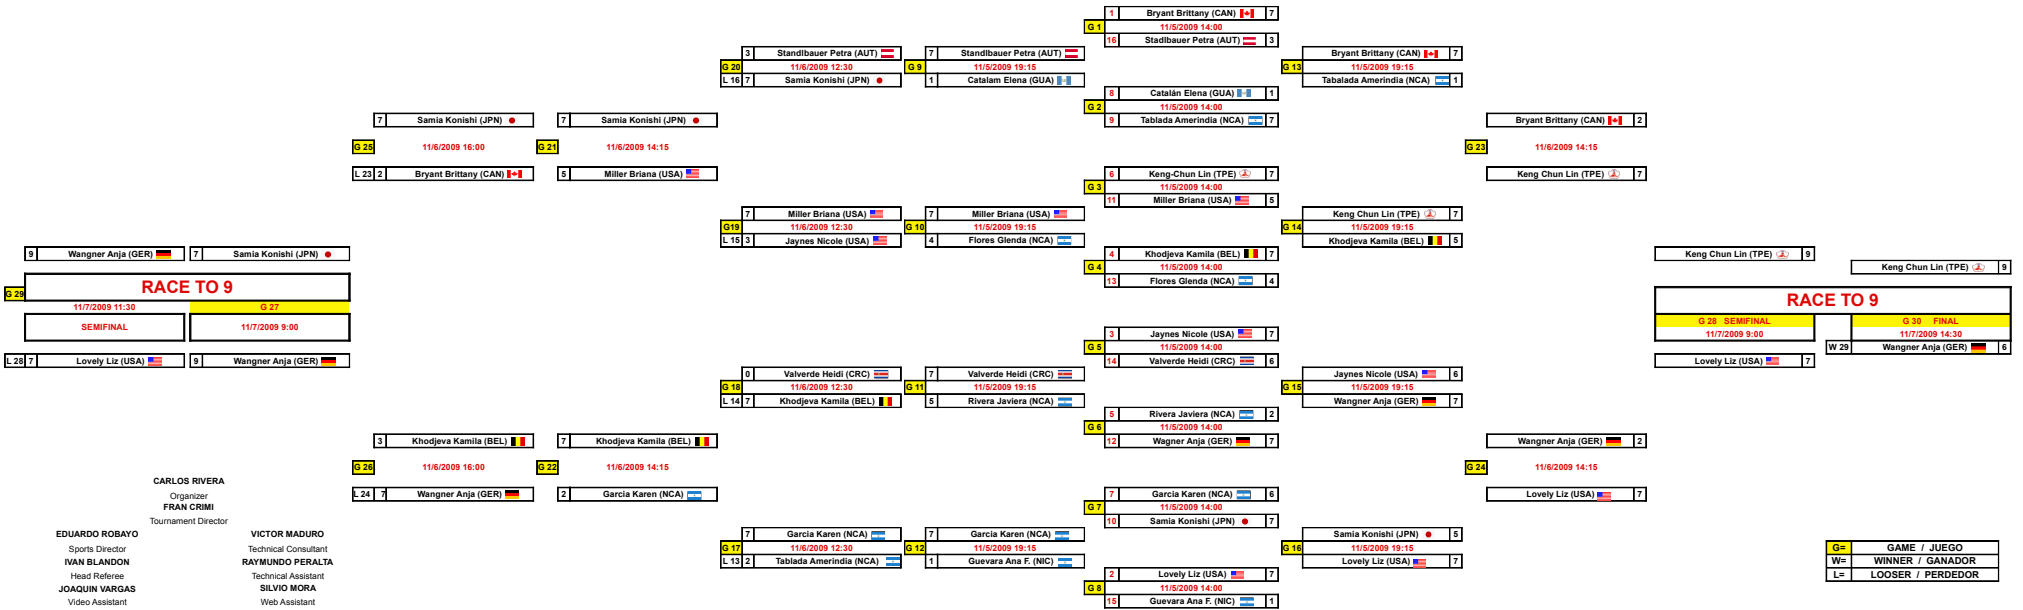 1 Bryant Brittany (CAN) 7
G 1 11/5/2009 14:00
16 Stadlbauer Petra (AUT) 3
3 Standlbauer Petra (AUT)
7 Standlbauer Petra (AUT)
Bryant Brittany (CAN) 7
G 20 11/6/2009 12:30
G 9 11/5/2009 19:15
G 13 11/5/2009 19:15
L 16 7 Samia Konishi (JPN)
1 Catalam Elena (GUA)
Tabalada Amerindia (NCA) 1
8 Catalán Elena (GUA) 1
G 2 11/5/2009 14:00
9 Tablada Amerindia (NCA) 7
7 Samia Konishi (JPN)
7 Samia Konishi (JPN)
Bryant Brittany (CAN) 2
G 25 11/6/2009 16:00
G 21 11/6/2009 14:15
G 23 11/6/2009 14:15
L 23 2 Bryant Brittany (CAN)
5 Miller Briana (USA)
Keng Chun Lin (TPE) 7
6 Keng-Chun Lin (TPE) 7
G 3 11/5/2009 14:00
11 Miller Briana (USA) 5
7 Miller Briana (USA)
7 Miller Briana (USA)
Keng Chun Lin (TPE) 7
G19 11/6/2009 12:30
G 10 11/5/2009 19:15
G 14 11/5/2009 19:15
L 15 3 Jaynes Nicole (USA)
4 Flores Glenda (NCA)
Khodjeva Kamila (BEL) 5
4 Khodjeva Kamila (BEL) 7
G 4 11/5/2009 14:00
13 Flores Glenda (NCA) 4
9 Wangner Anja (GER)
7 Samia Konishi (JPN)
Keng Chun Lin (TPE) 9
Keng Chun Lin (TPE) 9
G 29 RACE TO 9
11/7/2009 11:30 G 27
SEMIFINAL 11/7/2009 9:00
L 28 7 Lovely Liz (USA)
9 Wangner Anja (GER)
RACE TO 9
G 28 SEMIFINAL G 30 FINAL
11/7/2009 9:00 11/7/2009 14:30
W 29 Wangner Anja (GER) 6
Lovely Liz (USA) 7
3 Jaynes Nicole (USA) 7
G 5 11/5/2009 14:00
14 Valverde Heidi (CRC) 6
0 Valverde Heidi (CRC)
7 Valverde Heidi (CRC)
Jaynes Nicole (USA) 6
G 18 11/6/2009 12:30
G 11 11/5/2009 19:15
G 15 11/5/2009 19:15
L 14 7 Khodjeva Kamila (BEL)
5 Rivera Javiera (NCA)
Wangner Anja (GER) 7
5 Rivera Javiera (NCA) 2
G 6 11/5/2009 14:00
12 Wagner Anja (GER) 7
3 Khodjeva Kamila (BEL)
7 Khodjeva Kamila (BEL)
Wangner Anja (GER) 2
G 26 11/6/2009 16:00
G 22 11/6/2009 14:15
G 24 11/6/2009 14:15
L 24 7 Wangner Anja (GER)
2 Garcia Karen (NCA)
Lovely Liz (USA) 7
7 Garcia Karen (NCA) 6
G 7 11/5/2009 14:00
10 Samia Konishi (JPN) 7
7 Garcia Karen (NCA)
7 Garcia Karen (NCA)
Samia Konishi (JPN) 5
G 17 11/6/2009 12:30
G 12 11/5/2009 19:15
G 16 11/5/2009 19:15
L 13 2 Tablada Amerindia (NCA)
1 Guevara Ana F. (NIC)
Lovely Liz (USA) 7
2 Lovely Liz (USA) 7
G 8 11/5/2009 14:00
15 Guevara Ana F. (NIC) 1
CARLOS RIVERA
Organizer
FRAN CRIMI
Tournament Director
EDUARDO ROBAYO VICTOR MADURO
Sports Director Technical Consultant
IVAN BLANDON RAYMUNDO PERALTA
Head Referee Technical Assistant
JOAQUIN VARGAS SILVIO MORA
Video Assistant Web Assistant
G= GAME / JUEGO
W= WINNER / GANADOR
L= LOOSER / PERDEDOR